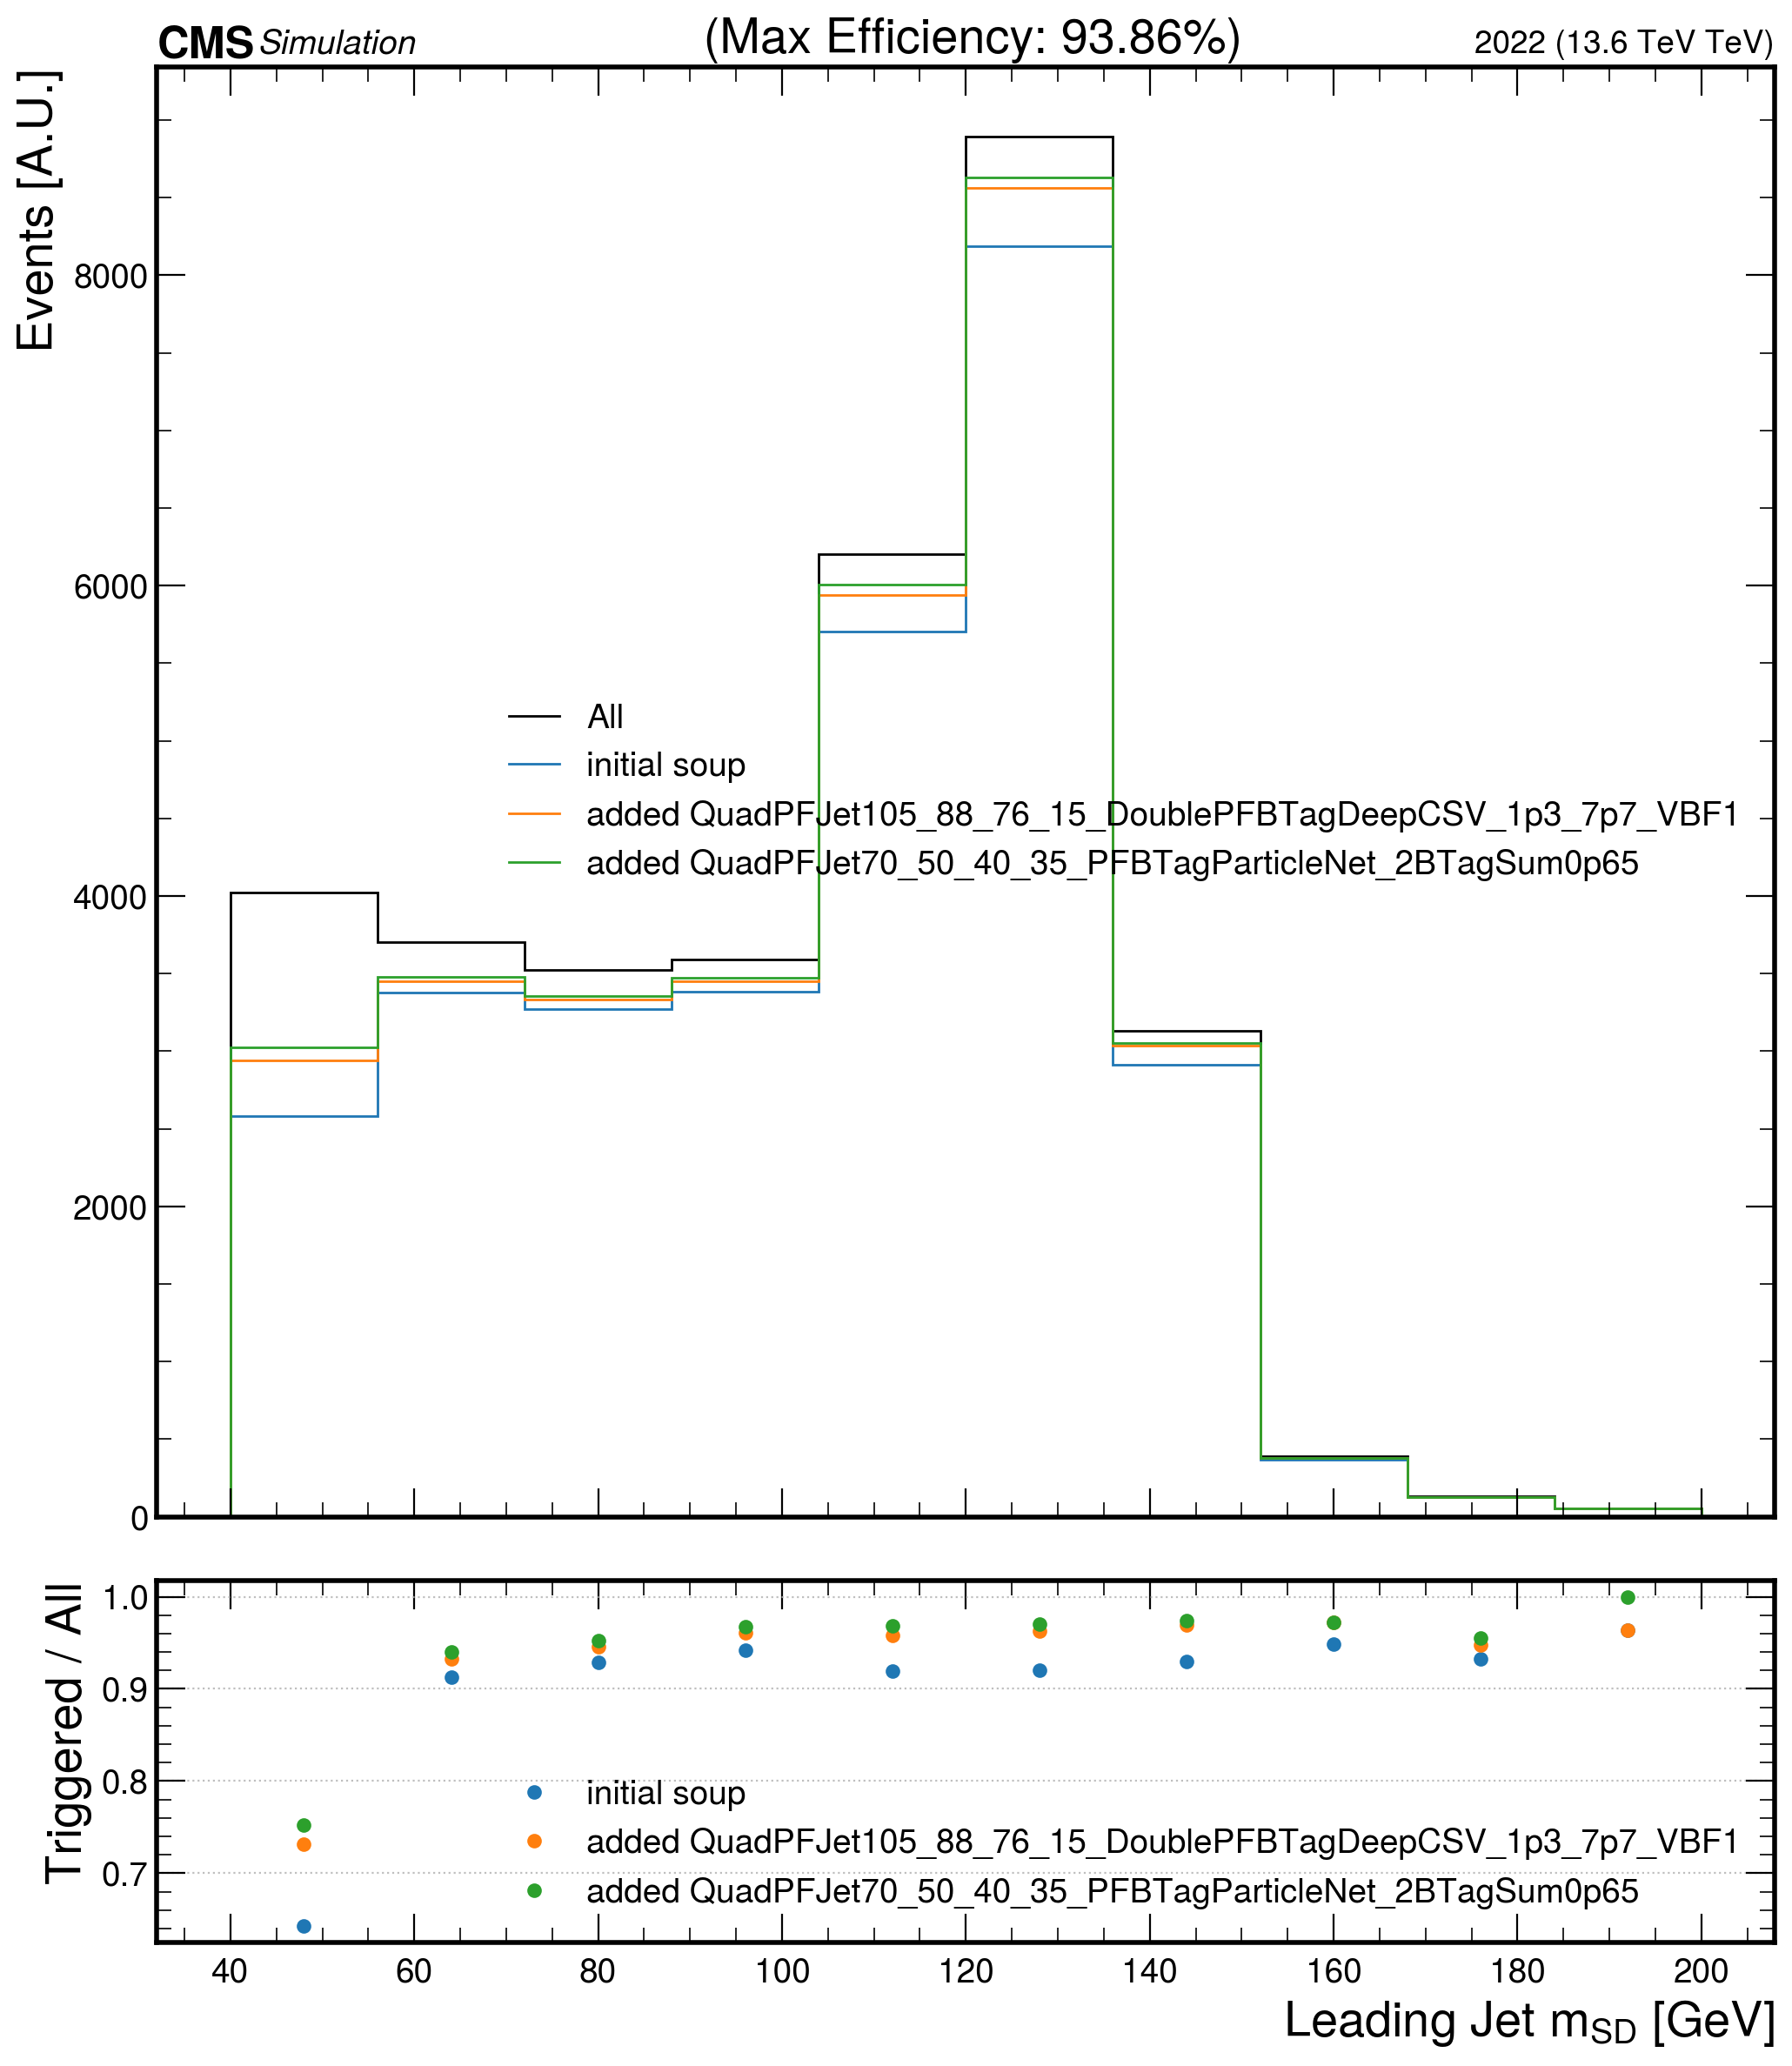 CMS Simulation (Max Efficiency: 93.86%) 2022 (13.6 TeV TeV)
Events [A.U.]
8000
6000
4000
2000
0
All
initial soup
added QuadPFJet105_88_76_15_DoublePFBTagDeepCSV_1p3_7p7_VBF1
added QuadPFJet70_50_40_35_PFBTagParticleNet_2BTagSum0p65
Triggered / All
1.0
0.9
0.8
0.7
initial soup
added QuadPFJet105_88_76_15_DoublePFBTagDeepCSV_1p3_7p7_VBF1
added QuadPFJet70_50_40_35_PFBTagParticleNet_2BTagSum0p65
40 60 80 100 120 140 160 180 200
Leading Jet m_SD [GeV]